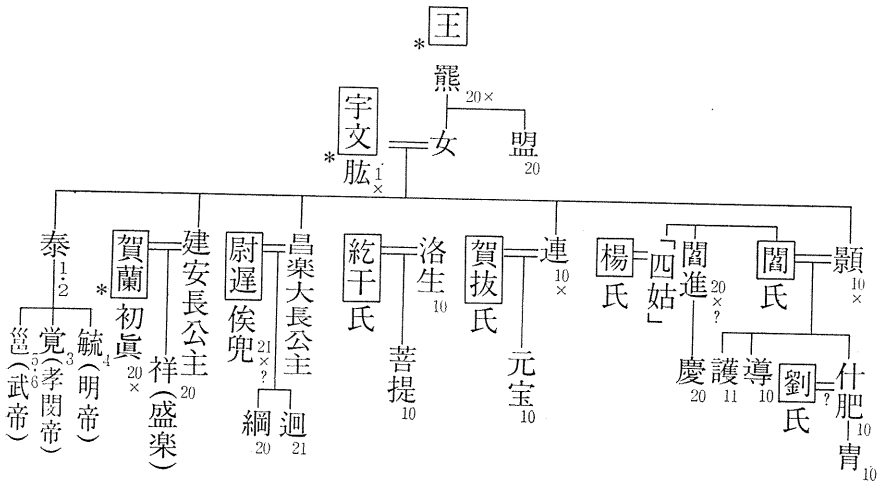 王
*
羆
20×
宇文
*
肱
1
×
女
盟
20
顥
10
×
閻
氏
閻進
20×?
「四姑」
楊
氏
連
10
×
賀抜
氏
洛生
10
紇干
氏
昌楽大長公主
尉遅
俟兜
21×?
建安長公主
賀蘭
*
初眞
20
×
泰
1・2
什肥
10
?
劉
氏
冑
10
導
10
護
11
慶
20
元宝
10
菩提
10
迥
21
綱
20
祥(盛楽)
20
毓(明帝)
4
覚(孝閔帝)
3
邕(武帝)
5・6